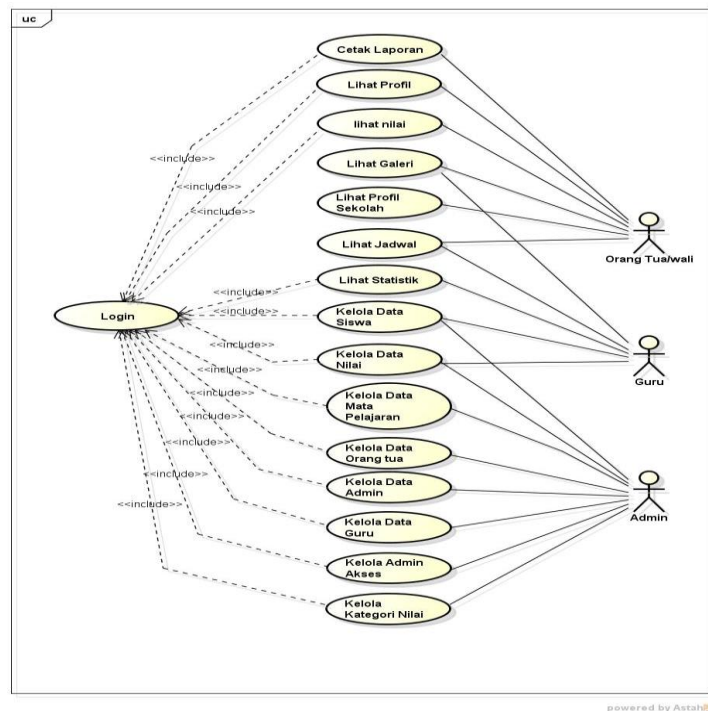 uc
Cetak Laporan
Lihat Profil
lihat nilai
<<include>>
Lihat Galeri
<<include>>
Lihat Profil
Sekolah
<<include>>
Lihat Jadwal
Orang Tua/wali
Lihat Statistik
<<include>>
Login
Kelola Data
Siswa
<<include>>
<<include>>
Kelola Data
Nilai
<<include>>
Guru
Kelola Data
Mata
Pelajaran
<<include>>
Kelola Data
Orang tua
<<include>>
Kelola Data
Admin
<<include>>
Admin
Kelola Data
Guru
<<include>>
Kelola Admin
Akses
Kelola
Kategori Nilai
powered by Astah